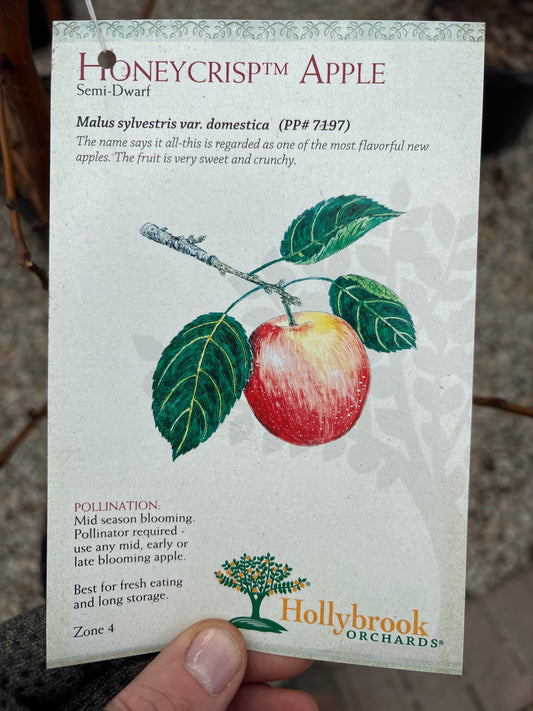 HONEYCRISP™ APPLE
Semi-Dwarf
Malus sylvestris var. domestica (PP# 7197)
The name says it all-this is regarded as one of the most flavorful new
apples. The fruit is very sweet and crunchy.
POLLINATION:
Mid season blooming.
Pollinator required -
use any mid, early or
late blooming apple.
Best for fresh eating
and long storage.
Zone 4
®
Hollybrook
ORCHARDS®